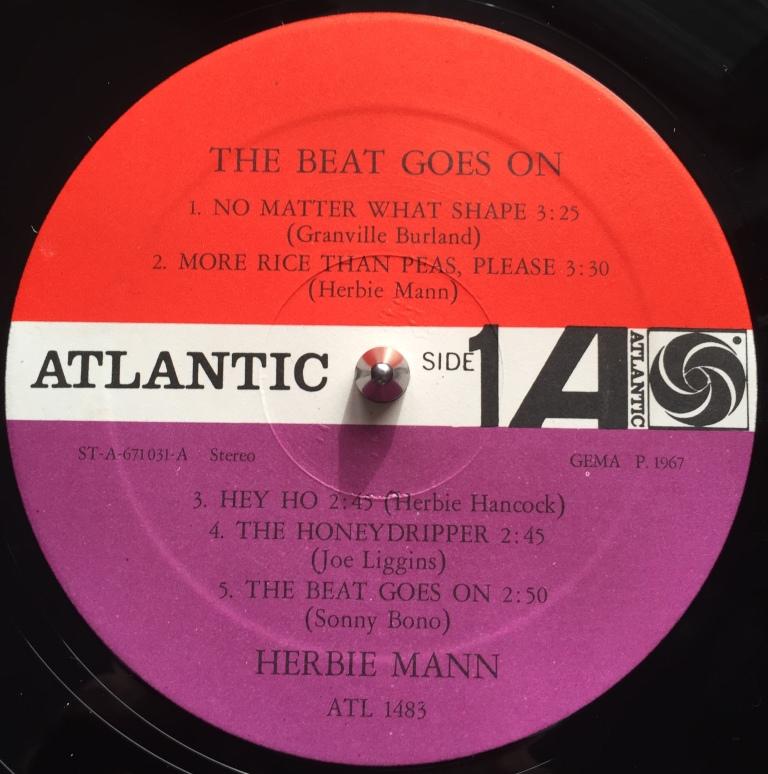 THE BEAT GOES ON
1. NO MATTER WHAT SHAPE 3:25
(Granville Burland)
2. MORE RICE THAN PEAS, PLEASE 3:30
(Herbie Mann)
ATLANTIC SIDE 1 A ATLANTIC
ST-A-671031-A Stereo GEMA P. 1967
3. HEY HO 2:45 (Herbie Hancock)
4. THE HONEYDRIPPER 2:45
(Joe Liggins)
5. THE BEAT GOES ON 2:50
(Sonny Bono)
HERBIE MANN
ATL 1483